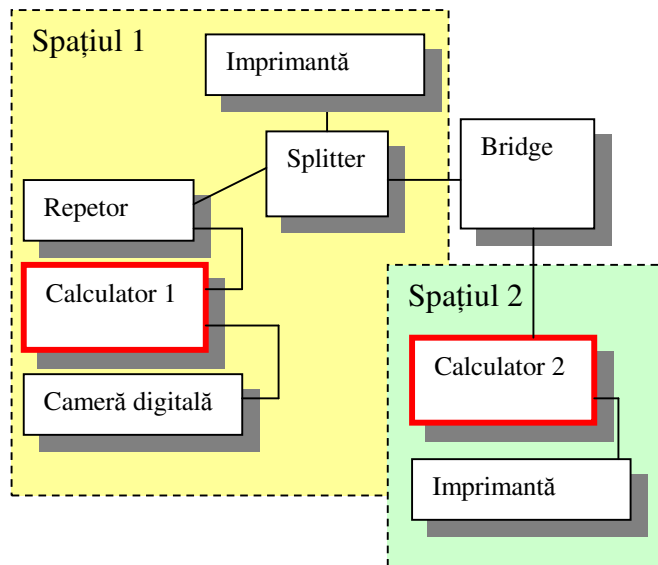 Spațiul 1
Imprimantă
Splitter
Bridge
Repetor
Calculator 1
Cameră digitală
Spațiul 2
Calculator 2
Imprimantă